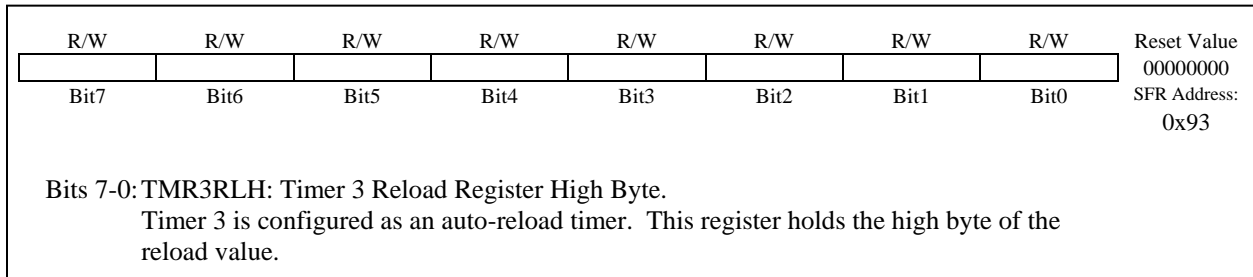 R/W R/W R/W R/W R/W R/W R/W R/W Reset Value
00000000
Bit7 Bit6 Bit5 Bit4 Bit3 Bit2 Bit1 Bit0 SFR Address:
0x93
Bits 7-0: TMR3RLH: Timer 3 Reload Register High Byte.
Timer 3 is configured as an auto-reload timer. This register holds the high byte of the
reload value.